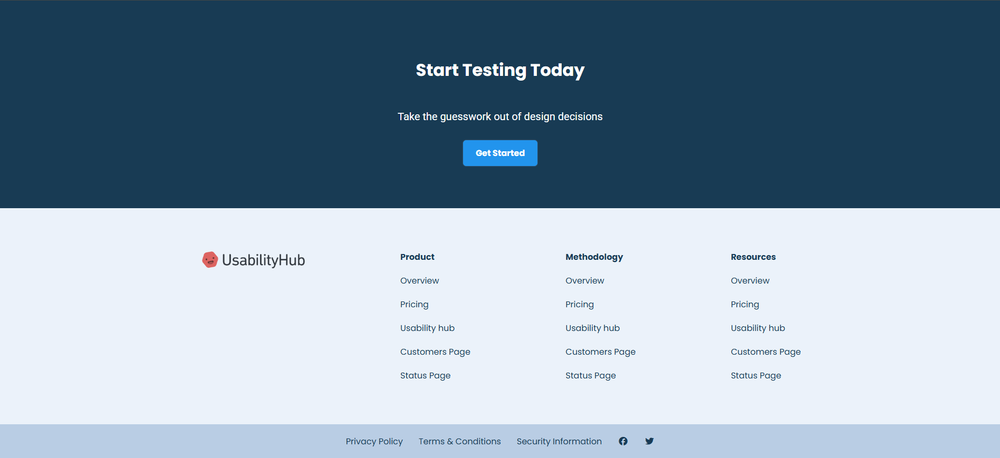 Start Testing Today
Take the guesswork out of design decisions
Get Started
UsabilityHub
Product
Overview
Pricing
Usability hub
Customers Page
Status Page
Methodology
Overview
Pricing
Usability hub
Customers Page
Status Page
Resources
Overview
Pricing
Usability hub
Customers Page
Status Page
Privacy Policy Terms & Conditions Security Information